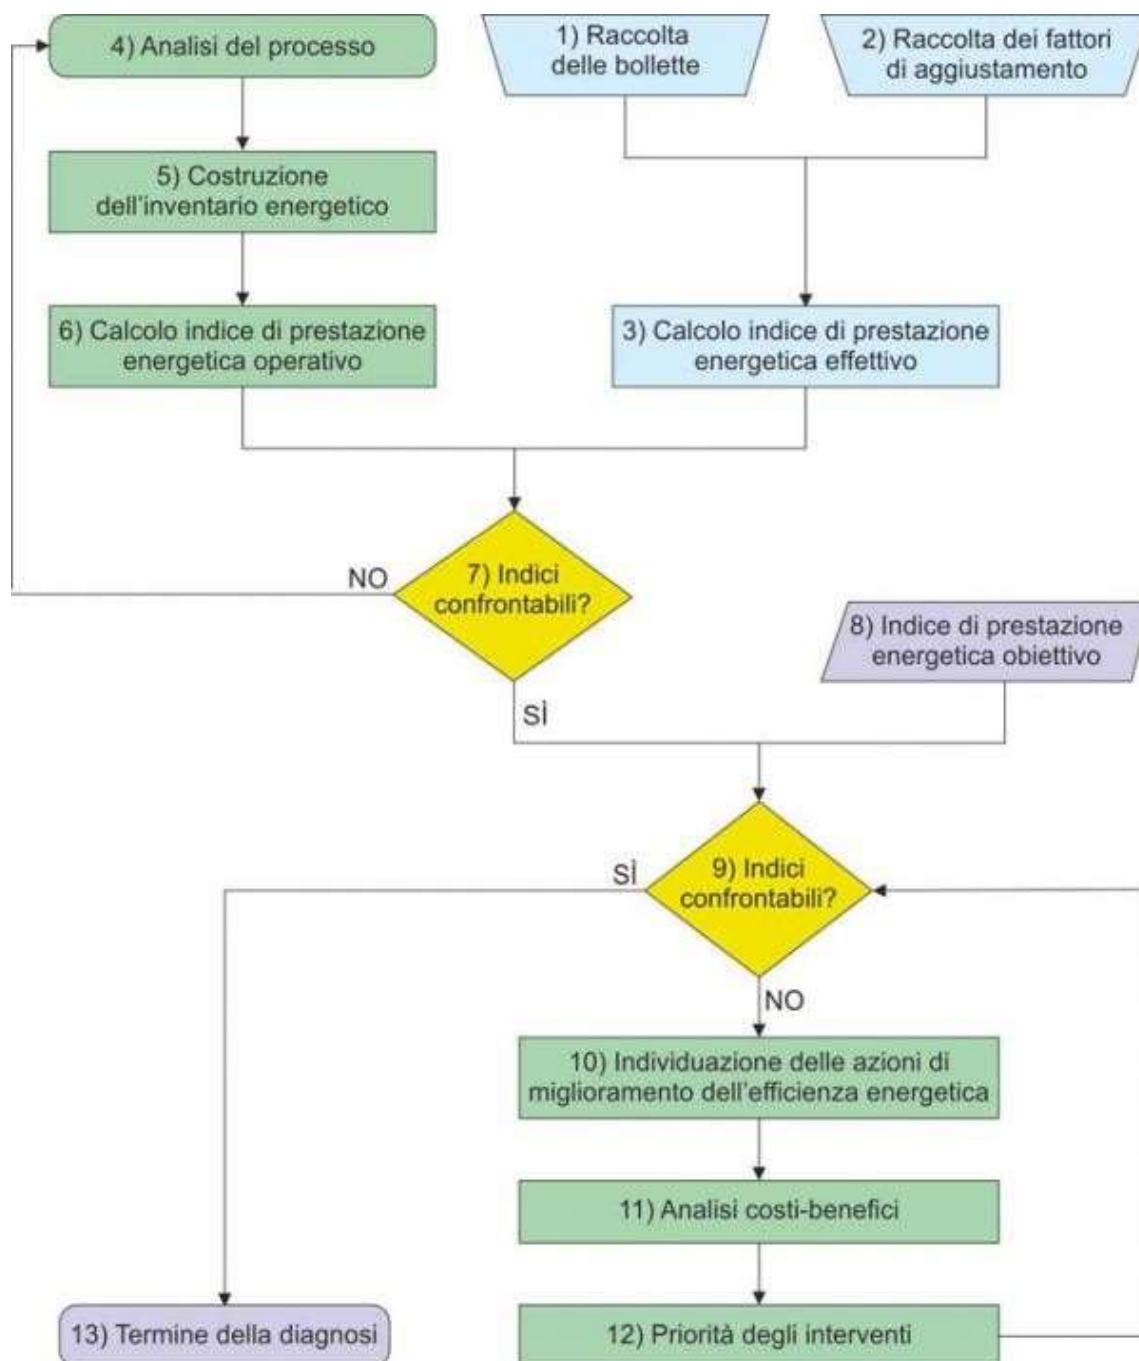 4) Analisi del processo
1) Raccolta
delle bollette
2) Raccolta dei fattori
di aggiustamento
5) Costruzione
dell'inventario energetico
6) Calcolo indice di prestazione
energetica operativo
3) Calcolo indice di prestazione
energetica effettivo
NO
7) Indici
confrontabili?
8) Indice di prestazione
energetica obiettivo
SÌ
SÌ
9) Indici
confrontabili?
NO
10) Individuazione delle azioni di
miglioramento dell'efficienza energetica
11) Analisi costi-benefici
13) Termine della diagnosi
12) Priorità degli interventi